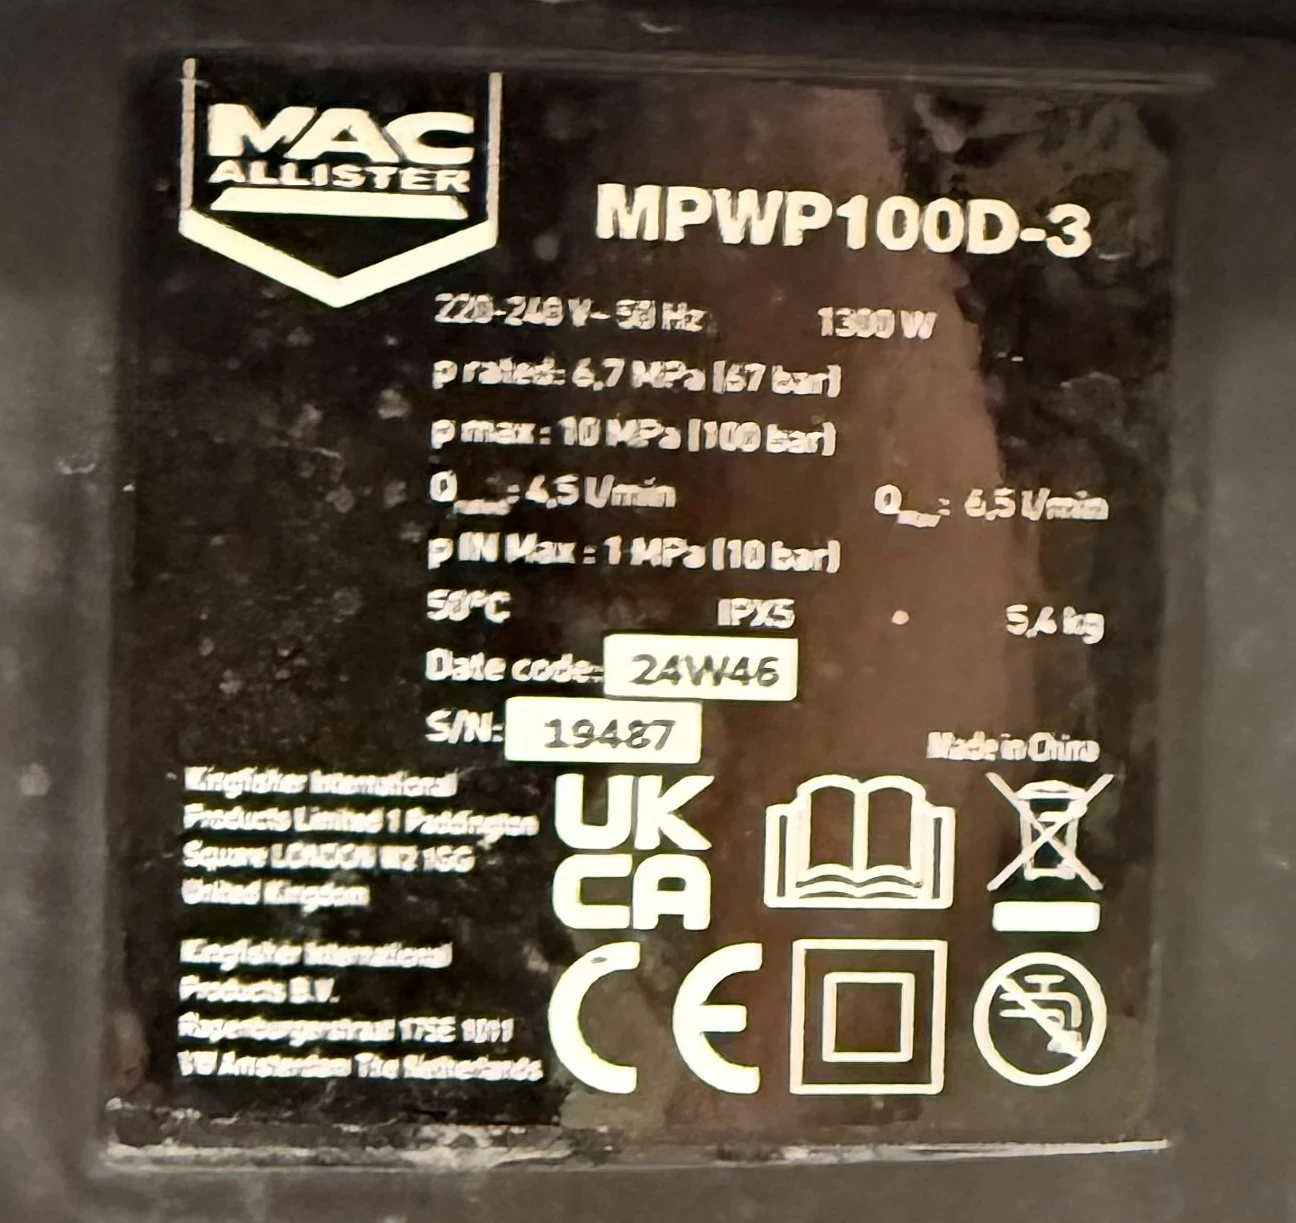 MAC
ALLISTER
MPWP100D-3
220-240 V~ 50 Hz 1300 W
p rated: 6,7 MPa (67 bar)
p max : 10 MPa (100 bar)
Q rated : 4,5 l/min Q max : 6,5 l/min
p IN Max : 1 MPa (10 bar)
50°C IPX5 5,4 kg
Date code: 24W46
S/N: 19487
Made in China
Kingfisher International
Products Limited 1 Paddington
Square LONDON W2 1GG
United Kingdom
UK
CA
Kingfisher International
Products B.V.
Rapenburgerstraat 175E 1011
VM Amsterdam The Netherlands
CE